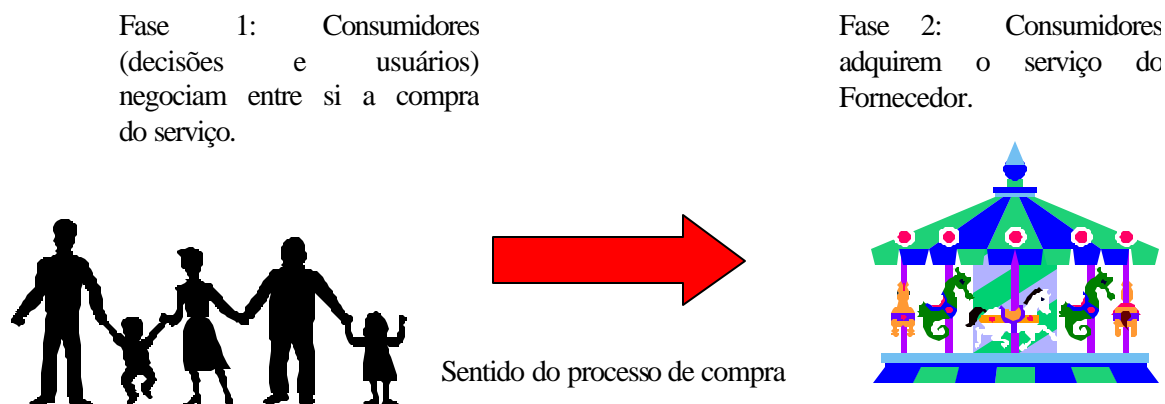 Fase 1: Consumidores
(decisões e usuários)
negociam entre si a compra
do serviço.
Fase 2: Consumidores
adquirem o serviço do
Fornecedor.
Sentido do processo de compra